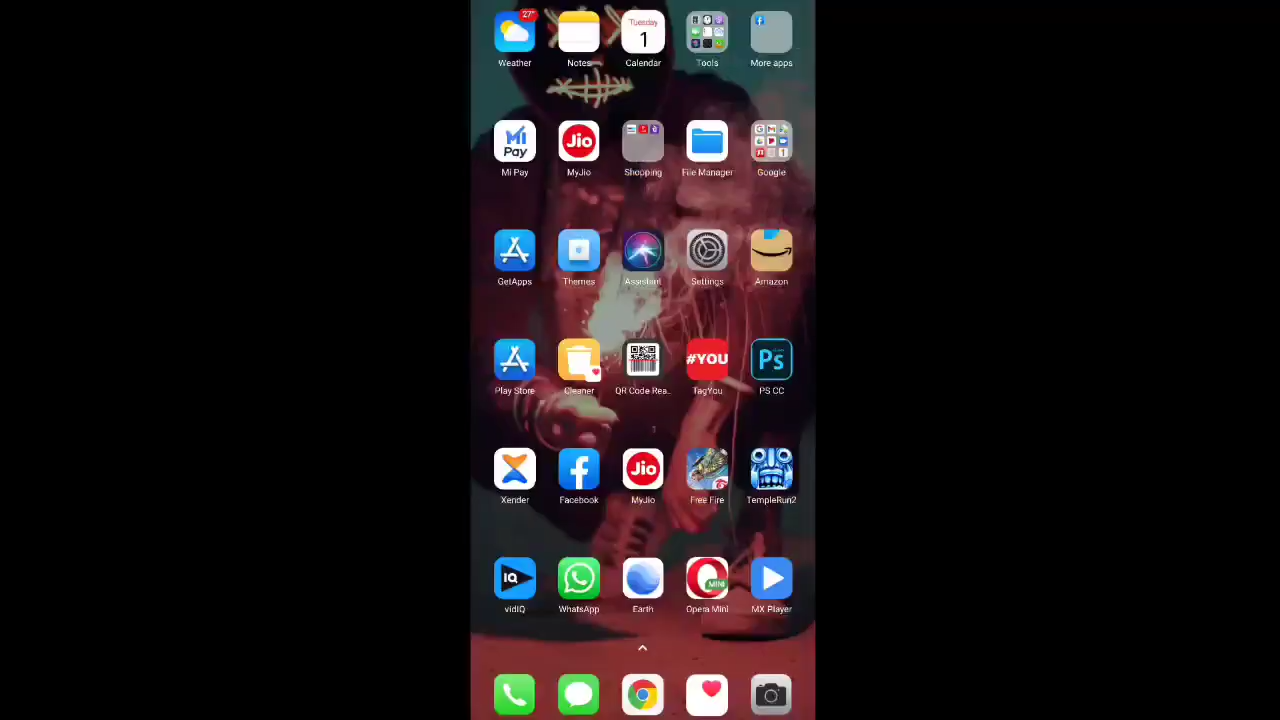 27°
Tuesday
1
Weather
Notes
Calendar
Tools
More apps
Mi
Pay
Jio
Mi Pay
MyJio
Shopping
File Manager
Google
GetApps
Themes
Assistant
Settings
Amazon
#YOU
Ps
Play Store
Cleaner
QR Code Rea..
TagYou
PS CC
Jio
Xender
Facebook
MyJio
Free Fire
TempleRun2
IQ
MINI
vidIQ
WhatsApp
Earth
Opera Mini
MX Player